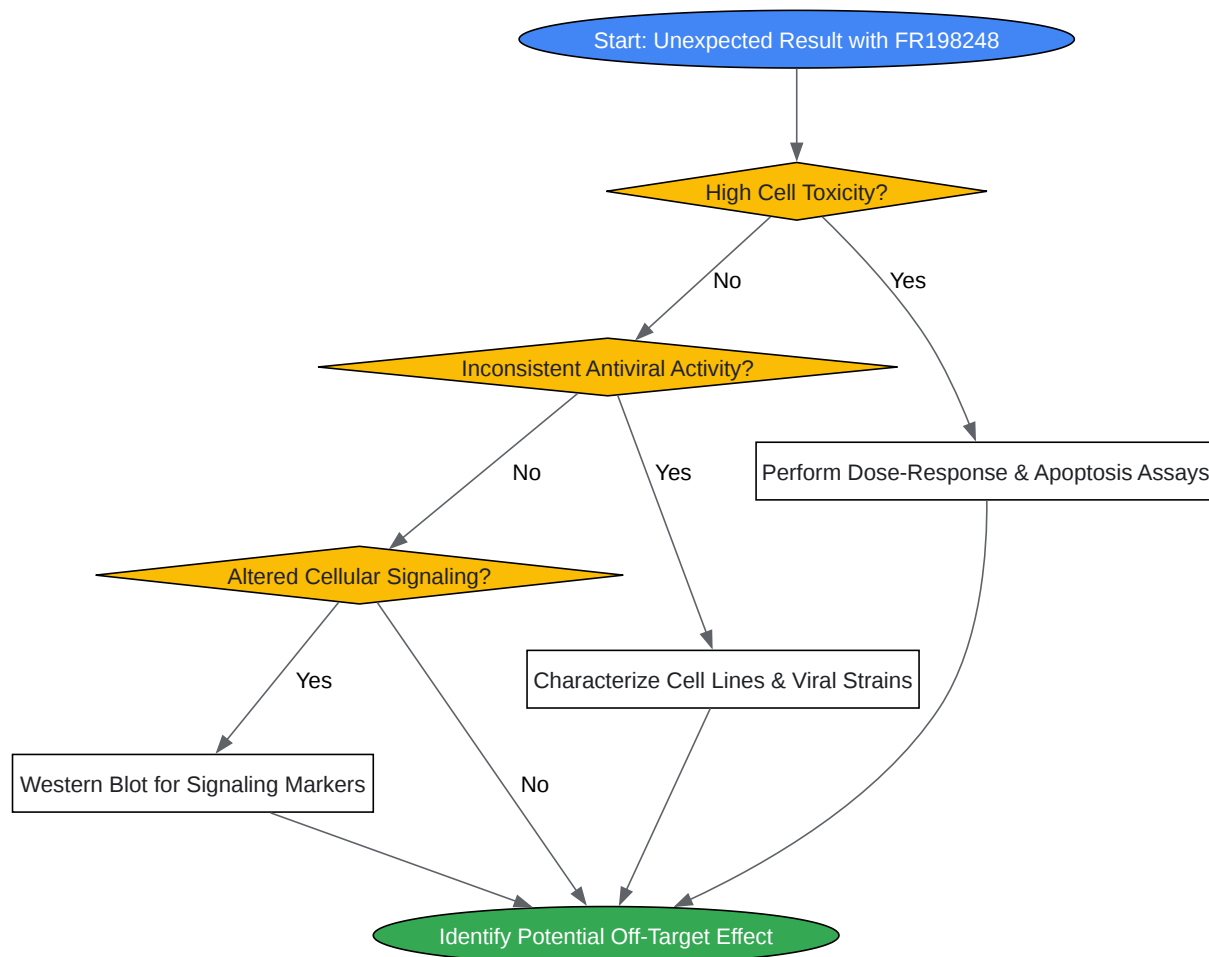 Start: Unexpected Result with FR198248
High Cell Toxicity?
No
Yes
Inconsistent Antiviral Activity?
No
Yes
Perform Dose-Response & Apoptosis Assays
Altered Cellular Signaling?
Yes
Characterize Cell Lines & Viral Strains
Western Blot for Signaling Markers
No
Identify Potential Off-Target Effect